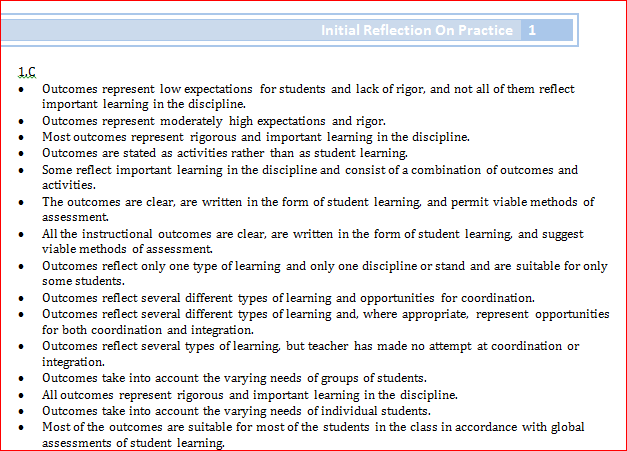 Initial Reflection On Practice 1
1.C
• Outcomes represent low expectations for students and lack of rigor, and not all of them reflect
important learning in the discipline.
• Outcomes represent moderately high expectations and rigor.
• Most outcomes represent rigorous and important learning in the discipline.
• Outcomes are stated as activities rather than as student learning.
• Some reflect important learning in the discipline and consist of a combination of outcomes and
activities.
• The outcomes are clear, are written in the form of student learning, and permit viable methods of
assessment.
• All the instructional outcomes are clear, are written in the form of student learning, and suggest
viable methods of assessment.
• Outcomes reflect only one type of learning and only one discipline or stand and are suitable for only
some students.
• Outcomes reflect several different types of learning and opportunities for coordination.
• Outcomes reflect several different types of learning and, where appropriate, represent opportunities
for both coordination and integration.
• Outcomes reflect several types of learning, but teacher has made no attempt at coordination or
integration.
• Outcomes take into account the varying needs of groups of students.
• All outcomes represent rigorous and important learning in the discipline.
• Outcomes take into account the varying needs of individual students.
• Most of the outcomes are suitable for most of the students in the class in accordance with global
assessments of student learning.